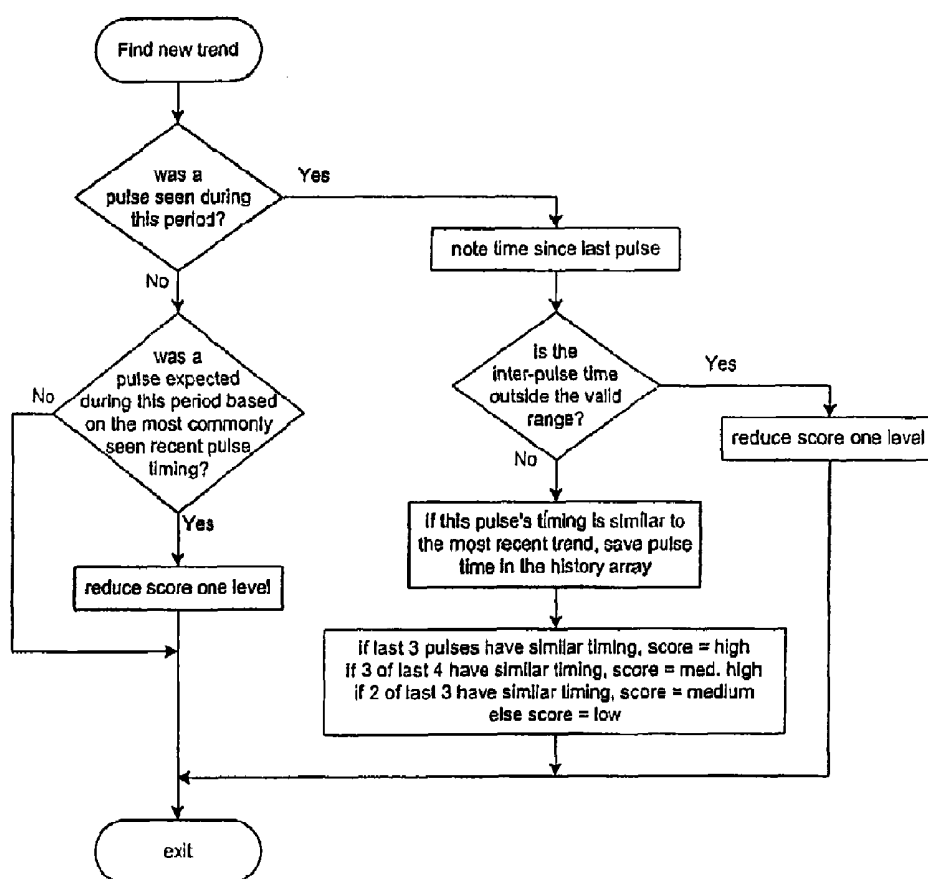 Find new trend
was a
pulse seen during
this period?
Yes
note time since last pulse
No
was a
pulse expected
during this period based
on the most commonly
seen recent pulse
timing?
No
Yes
reduce score one level
is the
inter-pulse time
outside the valid
range?
Yes
reduce score one level
No
if this pulse's timing is similar to
the most recent trend, save pulse
time in the history array
if last 3 pulses have similar timing, score = high
if 3 of last 4 have similar timing, score = med. high
if 2 of last 3 have similar timing, score = medium
else score = low
exit